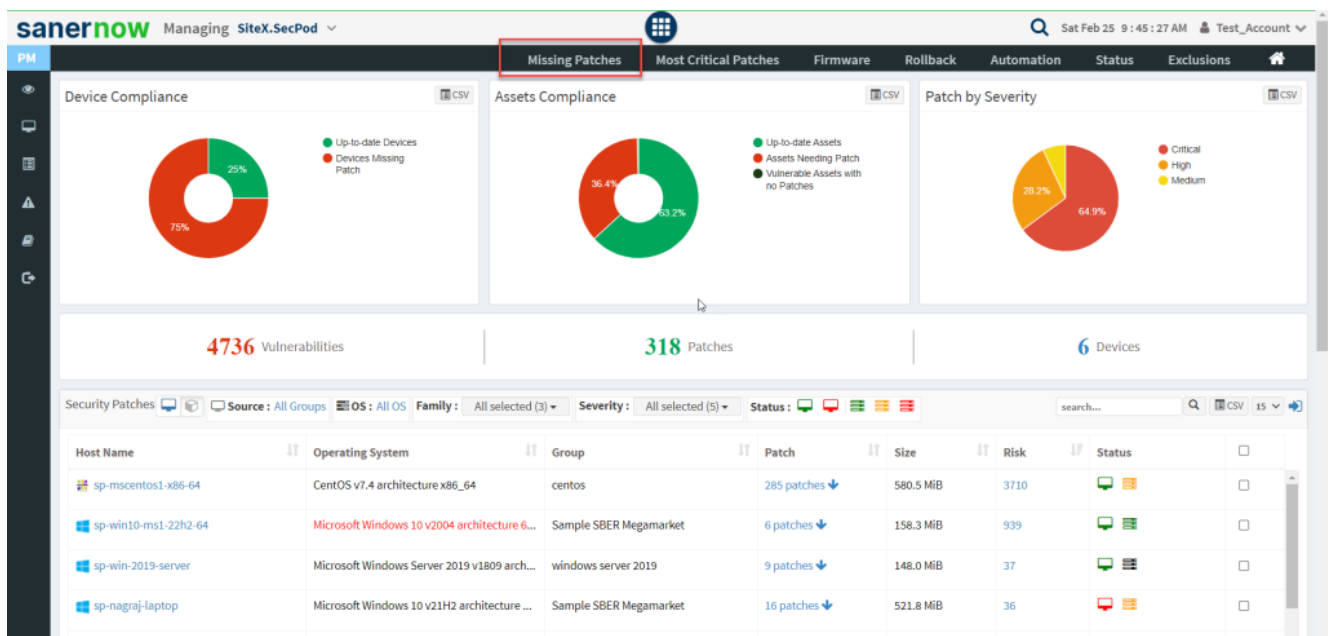 sanernow Managing SiteX.SecPod Sat Feb 25 9:45:27 AM Test_Account
PM Missing Patches Most Critical Patches Firmware Rollback Automation Status Exclusions
Device Compliance CSV Assets Compliance CSV Patch by Severity CSV
Up-to-date Devices
Devices Missing
Patch
25%
75%
Up-to-date Assets
Assets Needing Patch
Vulnerable Assets with
no Patches
36.4%
63.2%
Critical
High
Medium
28.2%
64.9%
4736 Vulnerabilities 318 Patches 6 Devices
Security Patches Source : All Groups OS : All OS Family : All selected (3) Severity : All selected (5) Status : search... CSV 15
Host Name Operating System Group Patch Size Risk Status
sp-mscentos1-x86-64 CentOS v7.4 architecture x86_64 centos 285 patches 580.5 MiB 3710
sp-win10-ms1-22h2-64 Microsoft Windows 10 v2004 architecture 6... Sample SBER Megamarket 6 patches 158.3 MiB 939
sp-win-2019-server Microsoft Windows Server 2019 v1809 arch... windows server 2019 9 patches 148.0 MiB 37
sp-nagraj-laptop Microsoft Windows 10 v21H2 architecture ... Sample SBER Megamarket 16 patches 521.8 MiB 36